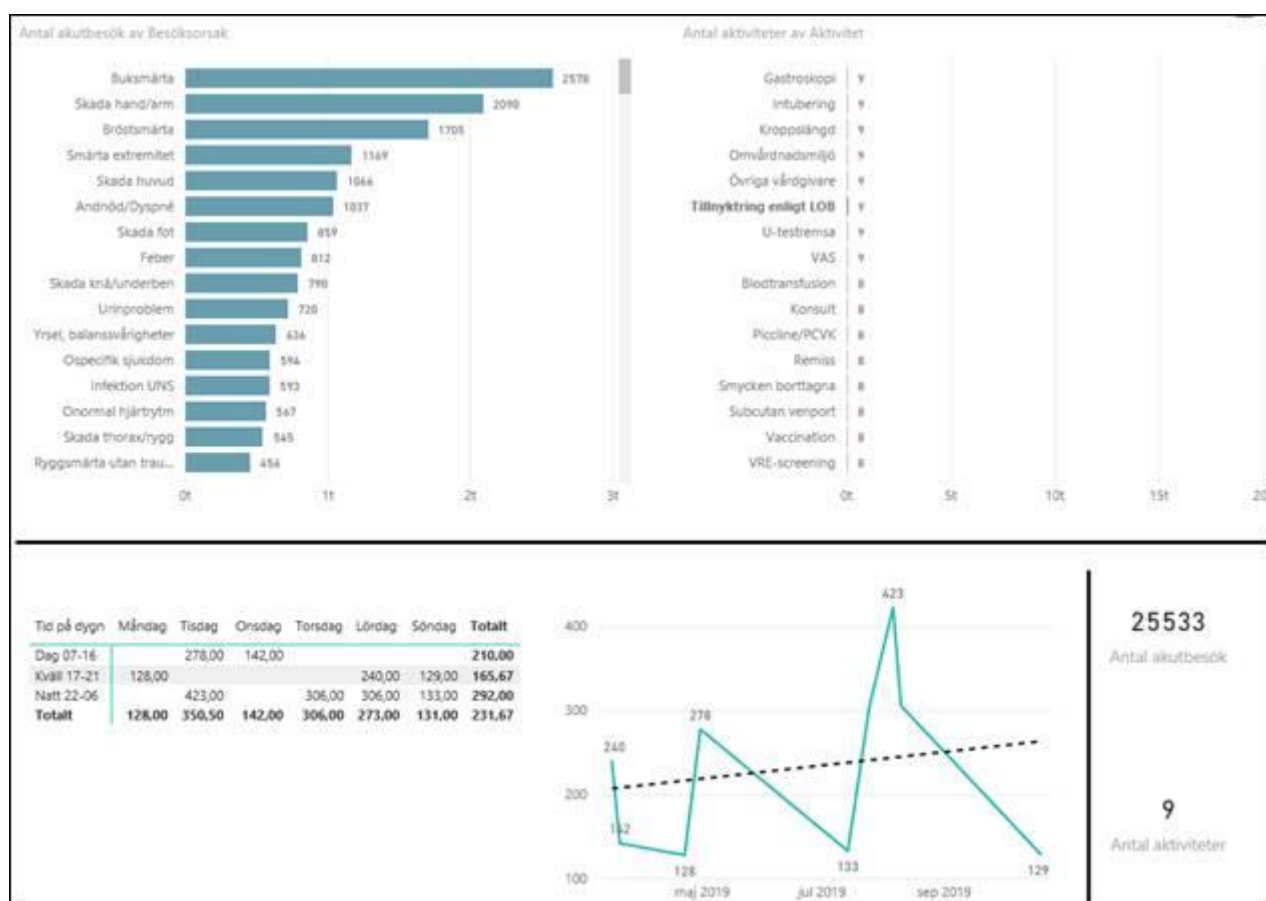 Antal akutbesök av Besöksorsak
Buksmärta 2578
Skada hand/arm 2090
Bröstsmärta 1705
Smärta extremitet 1169
Skada huvud 1066
Andnöd/Dyspné 1037
Skada fot 859
Feber 812
Skada knä/underben 790
Urinproblem 720
Yrsel, balanssvårigheter 636
Ospecifik sjukdom 594
Infektion UNS 593
Onormal hjärtrytm 567
Skada thorax/rygg 545
Ryggsmärta utan trau... 456
0t 1t 2t 3t
Antal aktiviteter av Aktivitet
Gastroskopi 9
Intubering 9
Kroppslängd 9
Omvårdnadsmiljö 9
Övriga vårdgivare 9
Tillnyktring enligt LOB 9
U-testremsa 9
VAS 9
Blodtransfusion 8
Konsult 8
Piccline/PCVK 8
Remiss 8
Smycken borttagna 8
Subcutan venport 8
Vaccination 8
VRE-screening 8
0t 5t 10t 15t 20
Tid på dygn Måndag Tisdag Onsdag Torsdag Lördag Söndag Totalt
Dag 07-16 278,00 142,00 210,00
Kväll 17-21 128,00 240,00 129,00 165,67
Natt 22-06 423,00 306,00 306,00 133,00 292,00
Totalt 128,00 350,50 142,00 306,00 273,00 131,00 231,67
423
400
300
278
240
200
142
128
133
129
100
maj 2019 jul 2019 sep 2019
25533
Antal akutbesök
9
Antal aktiviteter